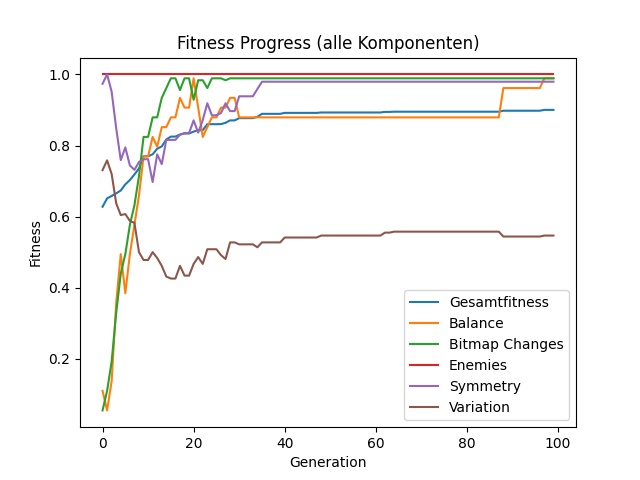 Fitness Progress (alle Komponenten)
Fitness
1.0
0.8
0.6
0.4
0.2
0
20
40
60
80
100
Generation
Gesamtfitness
Balance
Bitmap Changes
Enemies
Symmetry
Variation